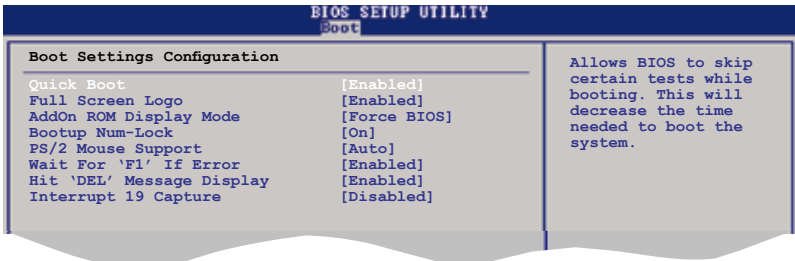 BIOS SETUP UTILITY
Boot
Boot Settings Configuration
Quick Boot [Enabled]
Full Screen Logo [Enabled]
AddOn ROM Display Mode [Force BIOS]
Bootup Num-Lock [On]
PS/2 Mouse Support [Auto]
Wait For ‘F1’ If Error [Enabled]
Hit ‘DEL’ Message Display [Enabled]
Interrupt 19 Capture [Disabled]
Allows BIOS to skip
certain tests while
booting. This will
decrease the time
needed to boot the
system.